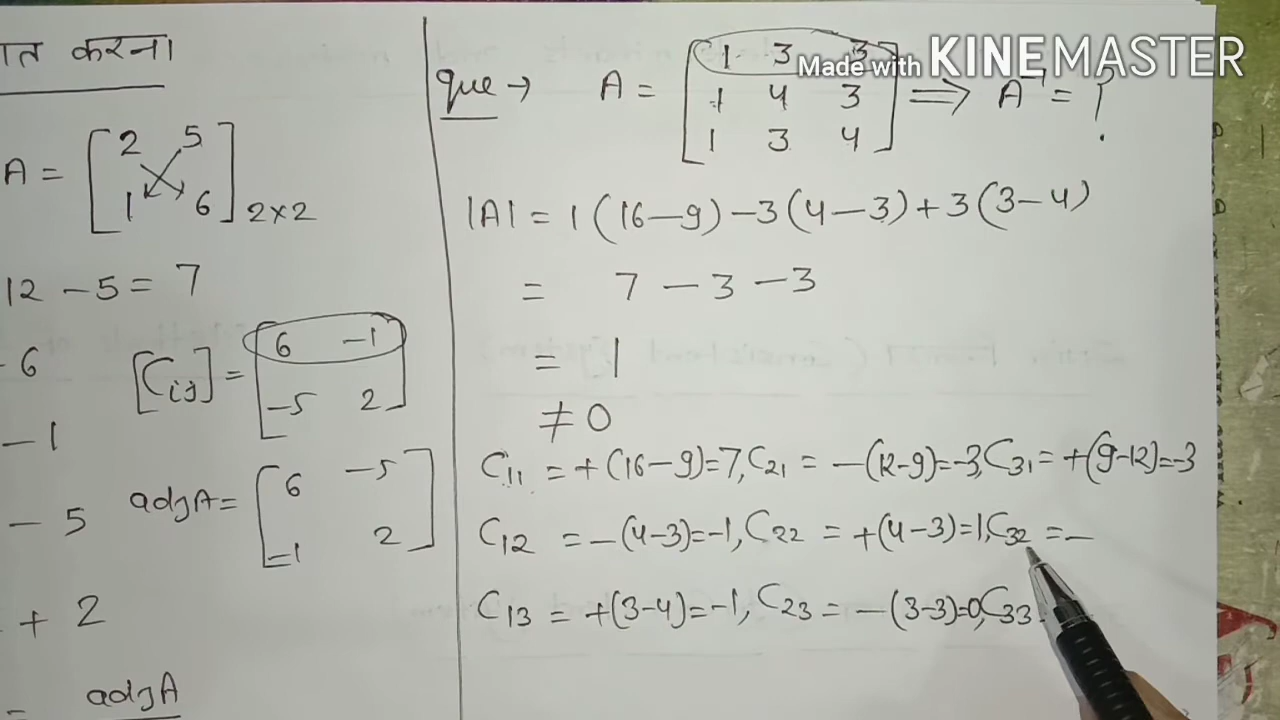 ात करना
A = [2 5
1 6] 2×2
12 - 5 = 7
- 6
[Cij] = [6 -1
-5 2]
- 1
- 5
adjA = [6 -5
-1 2]
+ 2
= adjA
Made with KINEMASTER
que → A = [1 3 3
1 4 3
1 3 4] ⇒ A⁻¹ = ?
|A| = 1(16-9) -3(4-3) + 3(3-4)
= 7 - 3 - 3
= 1
≠ 0
C11 = +(16-9)=7, C21 = -(12-9)=-3, C31 = +(9-12)=-3
C12 = -(4-3)=-1, C22 = +(4-3)=1, C32 = -
C13 = +(3-4)=-1, C23 = -(3-3)=0, C33